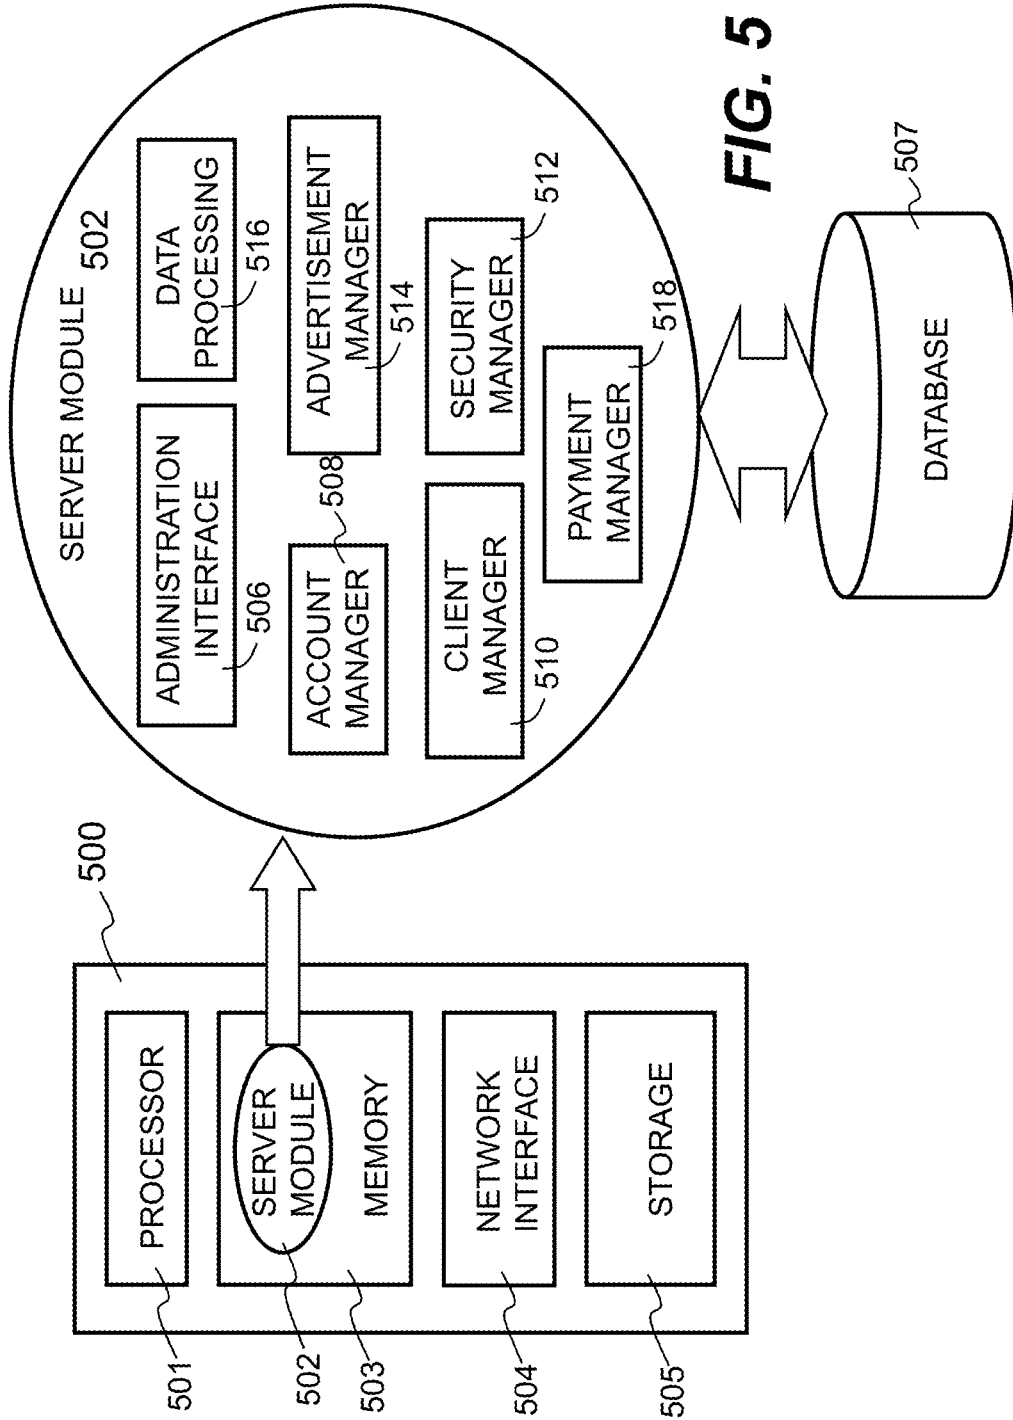 500
PROCESSOR
501
SERVER
MODULE
502
MEMORY
503
NETWORK
INTERFACE
504
STORAGE
505
SERVER MODULE
502
ADMINISTRATION
INTERFACE
506
DATA
PROCESSING
516
ACCOUNT
MANAGER
508
ADVERTISEMENT
MANAGER
514
CLIENT
MANAGER
510
SECURITY
MANAGER
512
PAYMENT
MANAGER
518
DATABASE
507
FIG. 5